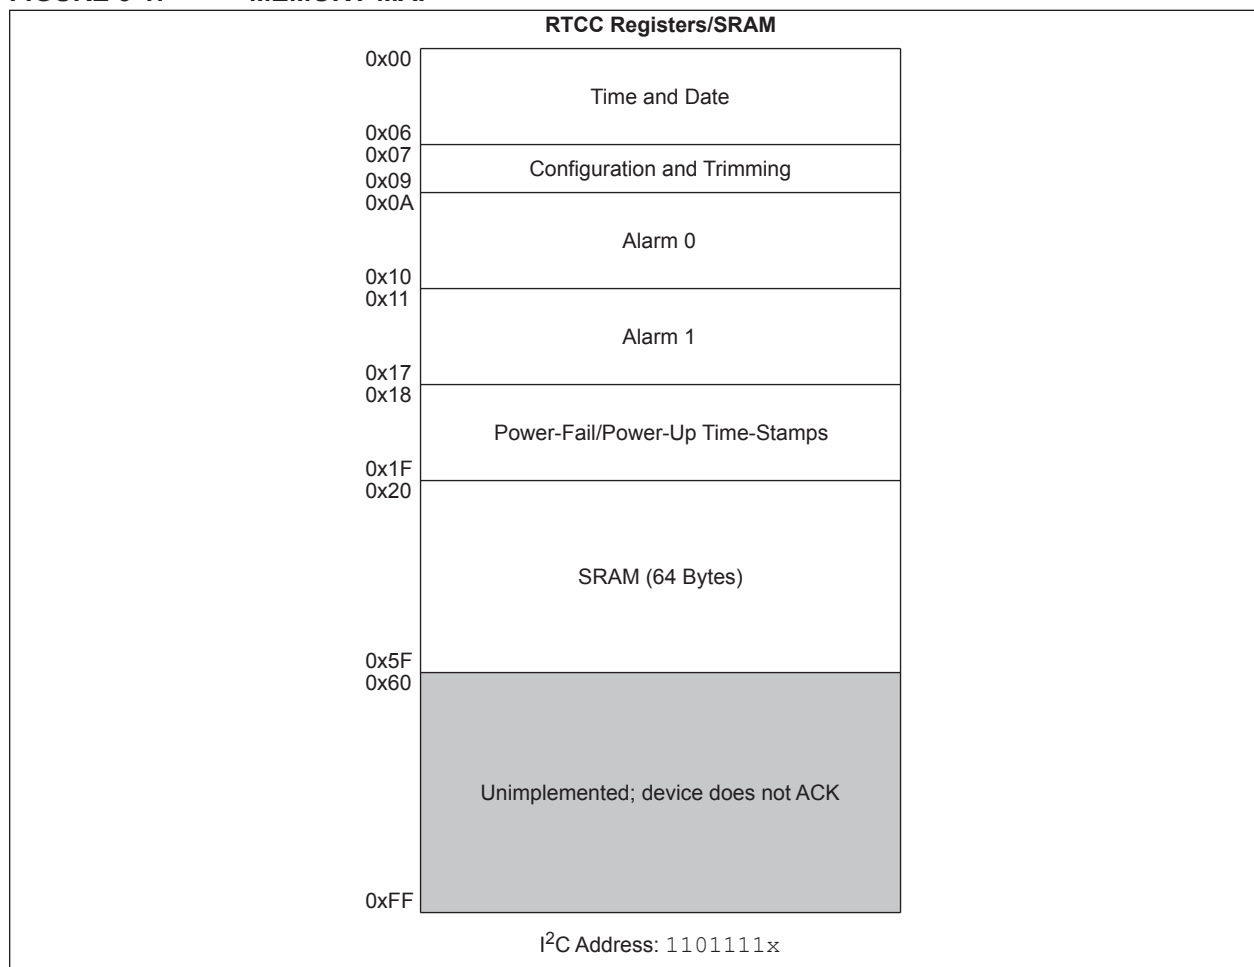 RTCC Registers/SRAM
0x00
Time and Date
0x06
0x07
Configuration and Trimming
0x09
0x0A
Alarm 0
0x10
0x11
Alarm 1
0x17
0x18
Power-Fail/Power-Up Time-Stamps
0x1F
0x20
SRAM (64 Bytes)
0x5F
0x60
Unimplemented; device does not ACK
0xFF
I²C Address: 1101111x